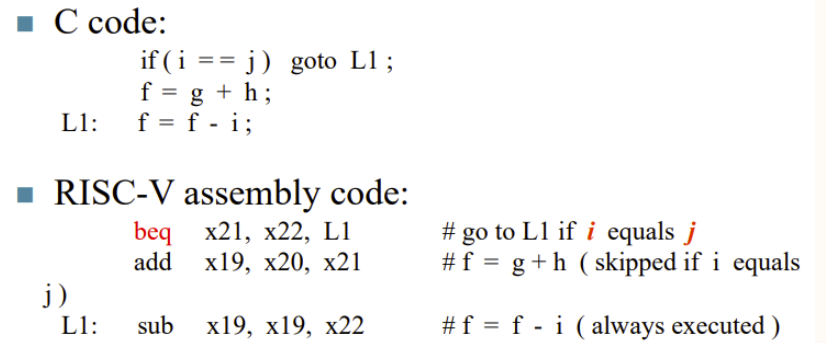 C code:
if ( i == j ) goto L1 ;
f = g + h ;
L1: f = f - i ;
RISC-V assembly code:
beq x21, x22, L1 # go to L1 if i equals j
add x19, x20, x21 # f = g + h ( skipped if i equals
j )
L1: sub x19, x19, x22 # f = f - i ( always executed )